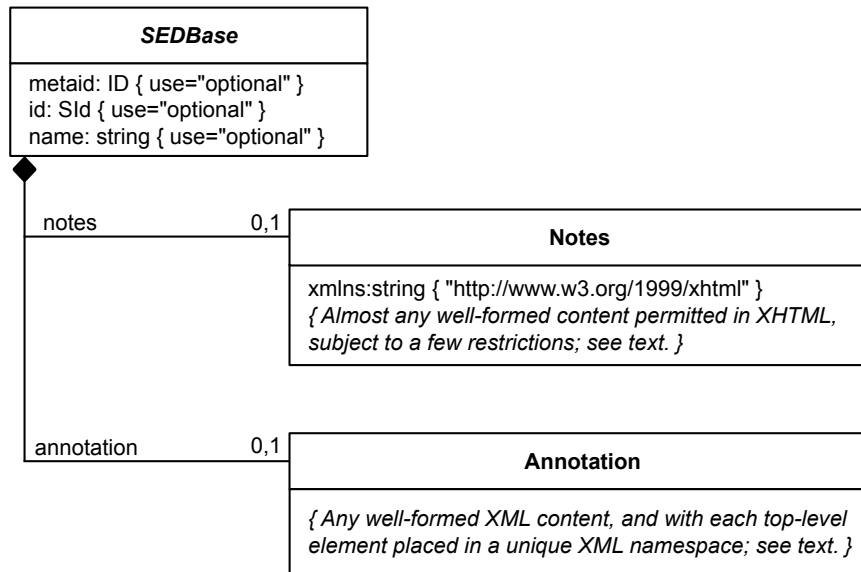 SEDBase
metaid: ID { use="optional" }
id: SId { use="optional" }
name: string { use="optional" }
notes 0,1
Notes
xmlns:string { "http://www.w3.org/1999/xhtml" }
{ Almost any well-formed content permitted in XHTML,
subject to a few restrictions; see text. }
annotation 0,1
Annotation
{ Any well-formed XML content, and with each top-level
element placed in a unique XML namespace; see text. }